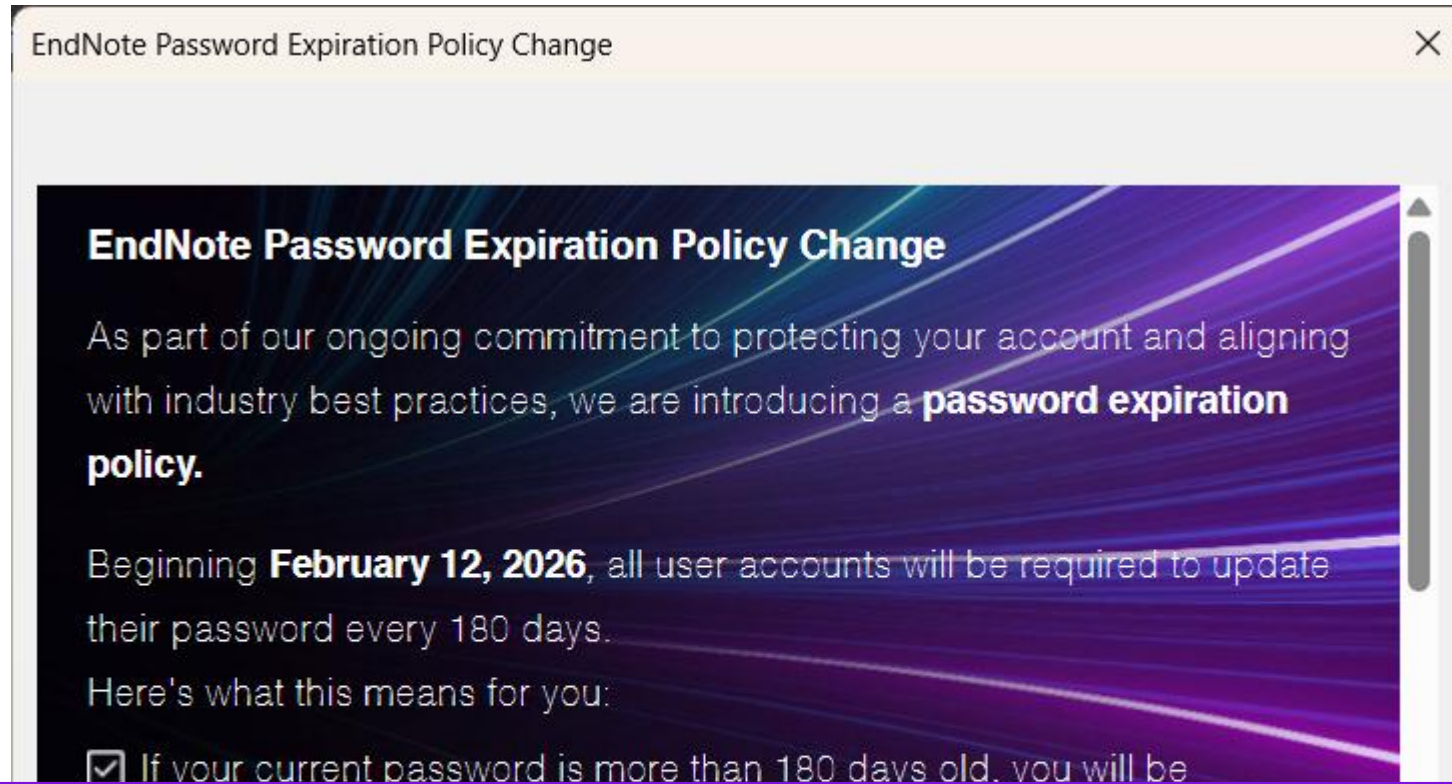 EndNote Password Expiration Policy Change
EndNote Password Expiration Policy Change
As part of our ongoing commitment to protecting your account and aligning
with industry best practices, we are introducing a password expiration
policy.
Beginning February 12, 2026, all user accounts will be required to update
their password every 180 days.
Here's what this means for you:
If your current password is more than 180 days old, you will be